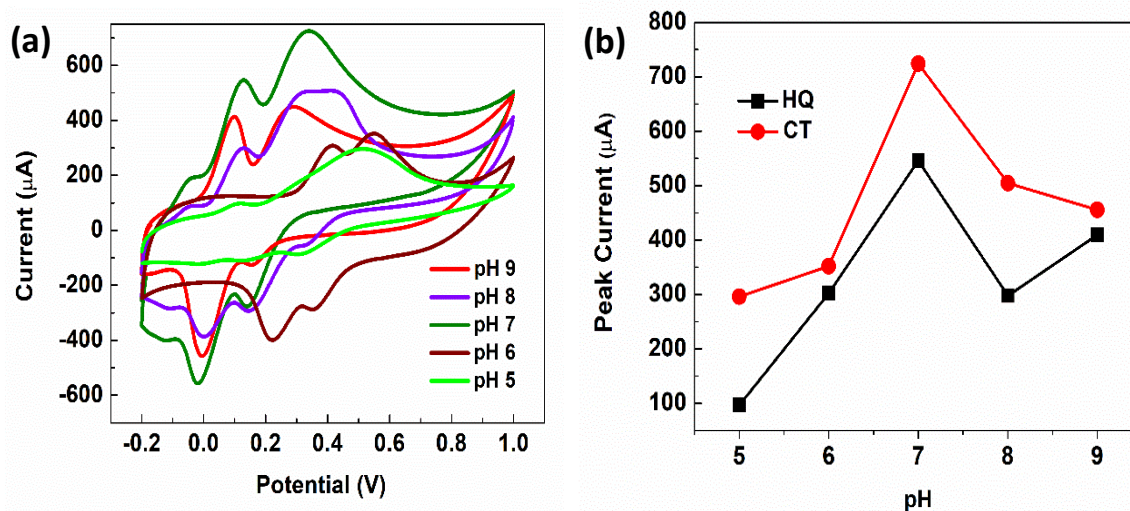 (a)
Current (μA)
600
400
200
0
-200
-400
-600
pH 9
pH 8
pH 7
pH 6
pH 5
-0.2 0.0 0.2 0.4 0.6 0.8 1.0
Potential (V)
(b)
Peak Current (μA)
800
700
600
500
400
300
200
100
HQ
CT
5 6 7 8 9
pH